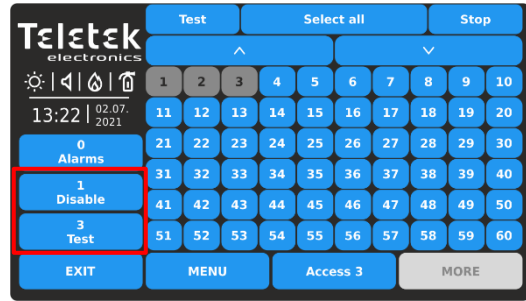 Teletek
electronics
13:22 02.07.
2021
0
Alarms
1
Disable
3
Test
EXIT
Test Select all Stop
1 2 3 4 5 6 7 8 9 10
11 12 13 14 15 16 17 18 19 20
21 22 23 24 25 26 27 28 29 30
31 32 33 34 35 36 37 38 39 40
41 42 43 44 45 46 47 48 49 50
51 52 53 54 55 56 57 58 59 60
MENU Access 3 MORE